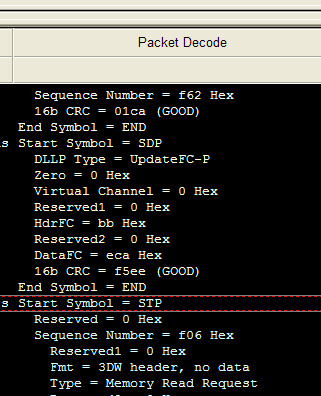 Packet Decode
Sequence Number = f62 Hex
16b CRC = 01ca (GOOD)
End Symbol = END
s Start Symbol = SDP
DLLP Type = UpdateFC-P
Zero = 0 Hex
Virtual Channel = 0 Hex
Reserved1 = 0 Hex
HdrFC = bb Hex
Reserved2 = 0 Hex
DataFC = eca Hex
16b CRC = f5ee (GOOD)
End Symbol = END
s Start Symbol = STP
Reserved = 0 Hex
Sequence Number = f06 Hex
Reserved1 = 0 Hex
Fmt = 3DW header, no data
Type = Memory Read Request